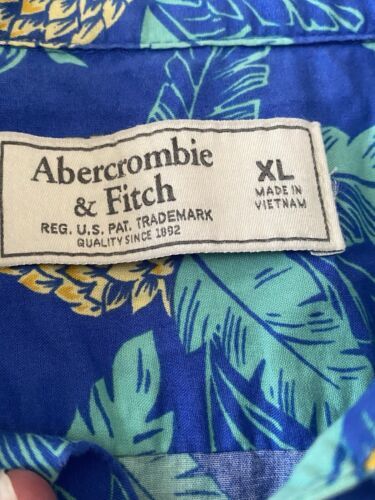 Abercrombie
& Fitch
REG. U.S. PAT. TRADEMARK
QUALITY SINCE 1892
XL
MADE IN
VIETNAM